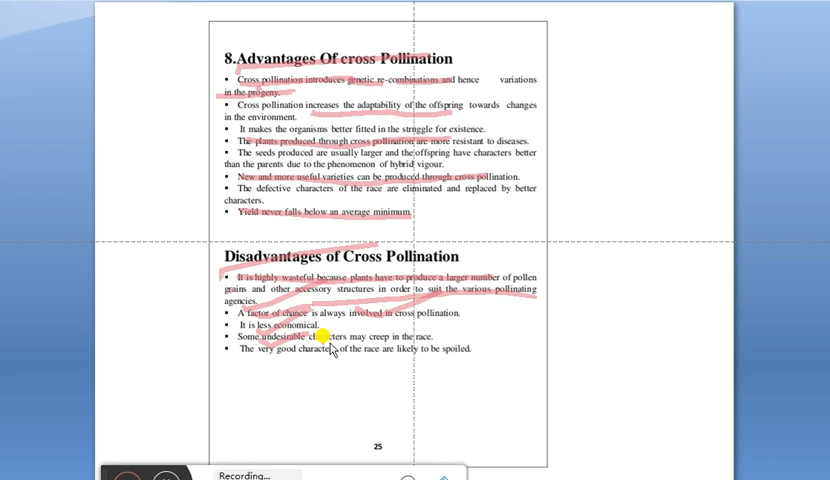 8.Advantages Of cross Pollination
▪ Cross pollination introduces genetic re-combinations and hence variations
in the progeny.
▪ Cross pollination increases the adaptability of the offspring towards changes
in the environment.
▪ It makes the organisms better fitted in the struggle for existence.
▪ The plants produced through cross pollination are more resistant to diseases.
▪ The seeds produced are usually larger and the offspring have characters better
than the parents due to the phenomenon of hybrid vigour.
▪ New and more useful varieties can be produced through cross pollination.
▪ The defective characters of the race are eliminated and replaced by better
characters.
▪ Yield never falls below an average minimum
Disadvantages of Cross Pollination
▪ It is highly wasteful because plants have to produce a larger number of pollen
grains and other accessory structures in order to suit the various pollinating
agencies.
▪ A factor of chance is always involved in cross pollination.
▪ It is less economical.
▪ Some undesirable characters may creep in the race.
▪ The very good characters of the race are likely to be spoiled.
25
Recording...